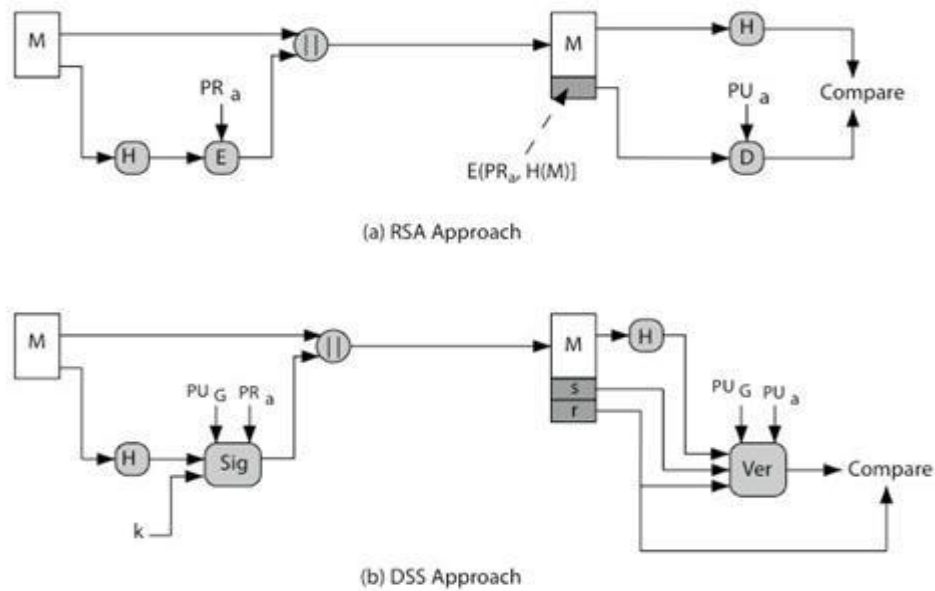 M
||
PR a
H
E
M
H
PU a
Compare
D
E(PRa, H(M)]
(a) RSA Approach
M
||
PU G
PR a
H
Sig
k
M
s
r
H
PU G
PU a
Ver
Compare
(b) DSS Approach